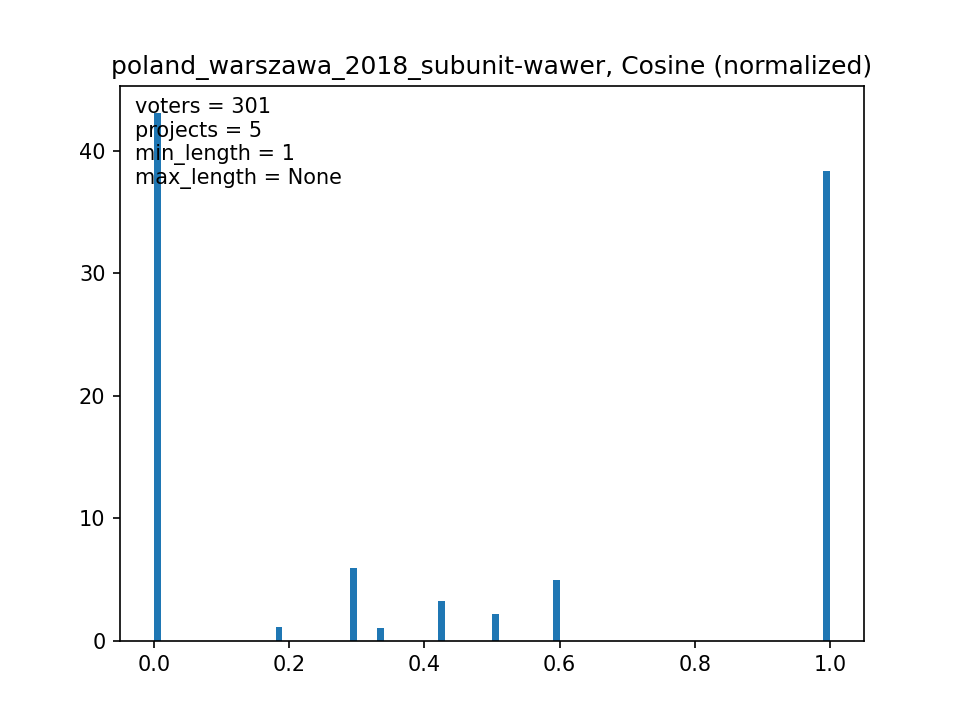 poland_warszawa_2018_subunit-wawer, Cosine (normalized)
voters = 301
projects = 5
min_length = 1
max_length = None
40
30
20
10
0
0.0 0.2 0.4 0.6 0.8 1.0